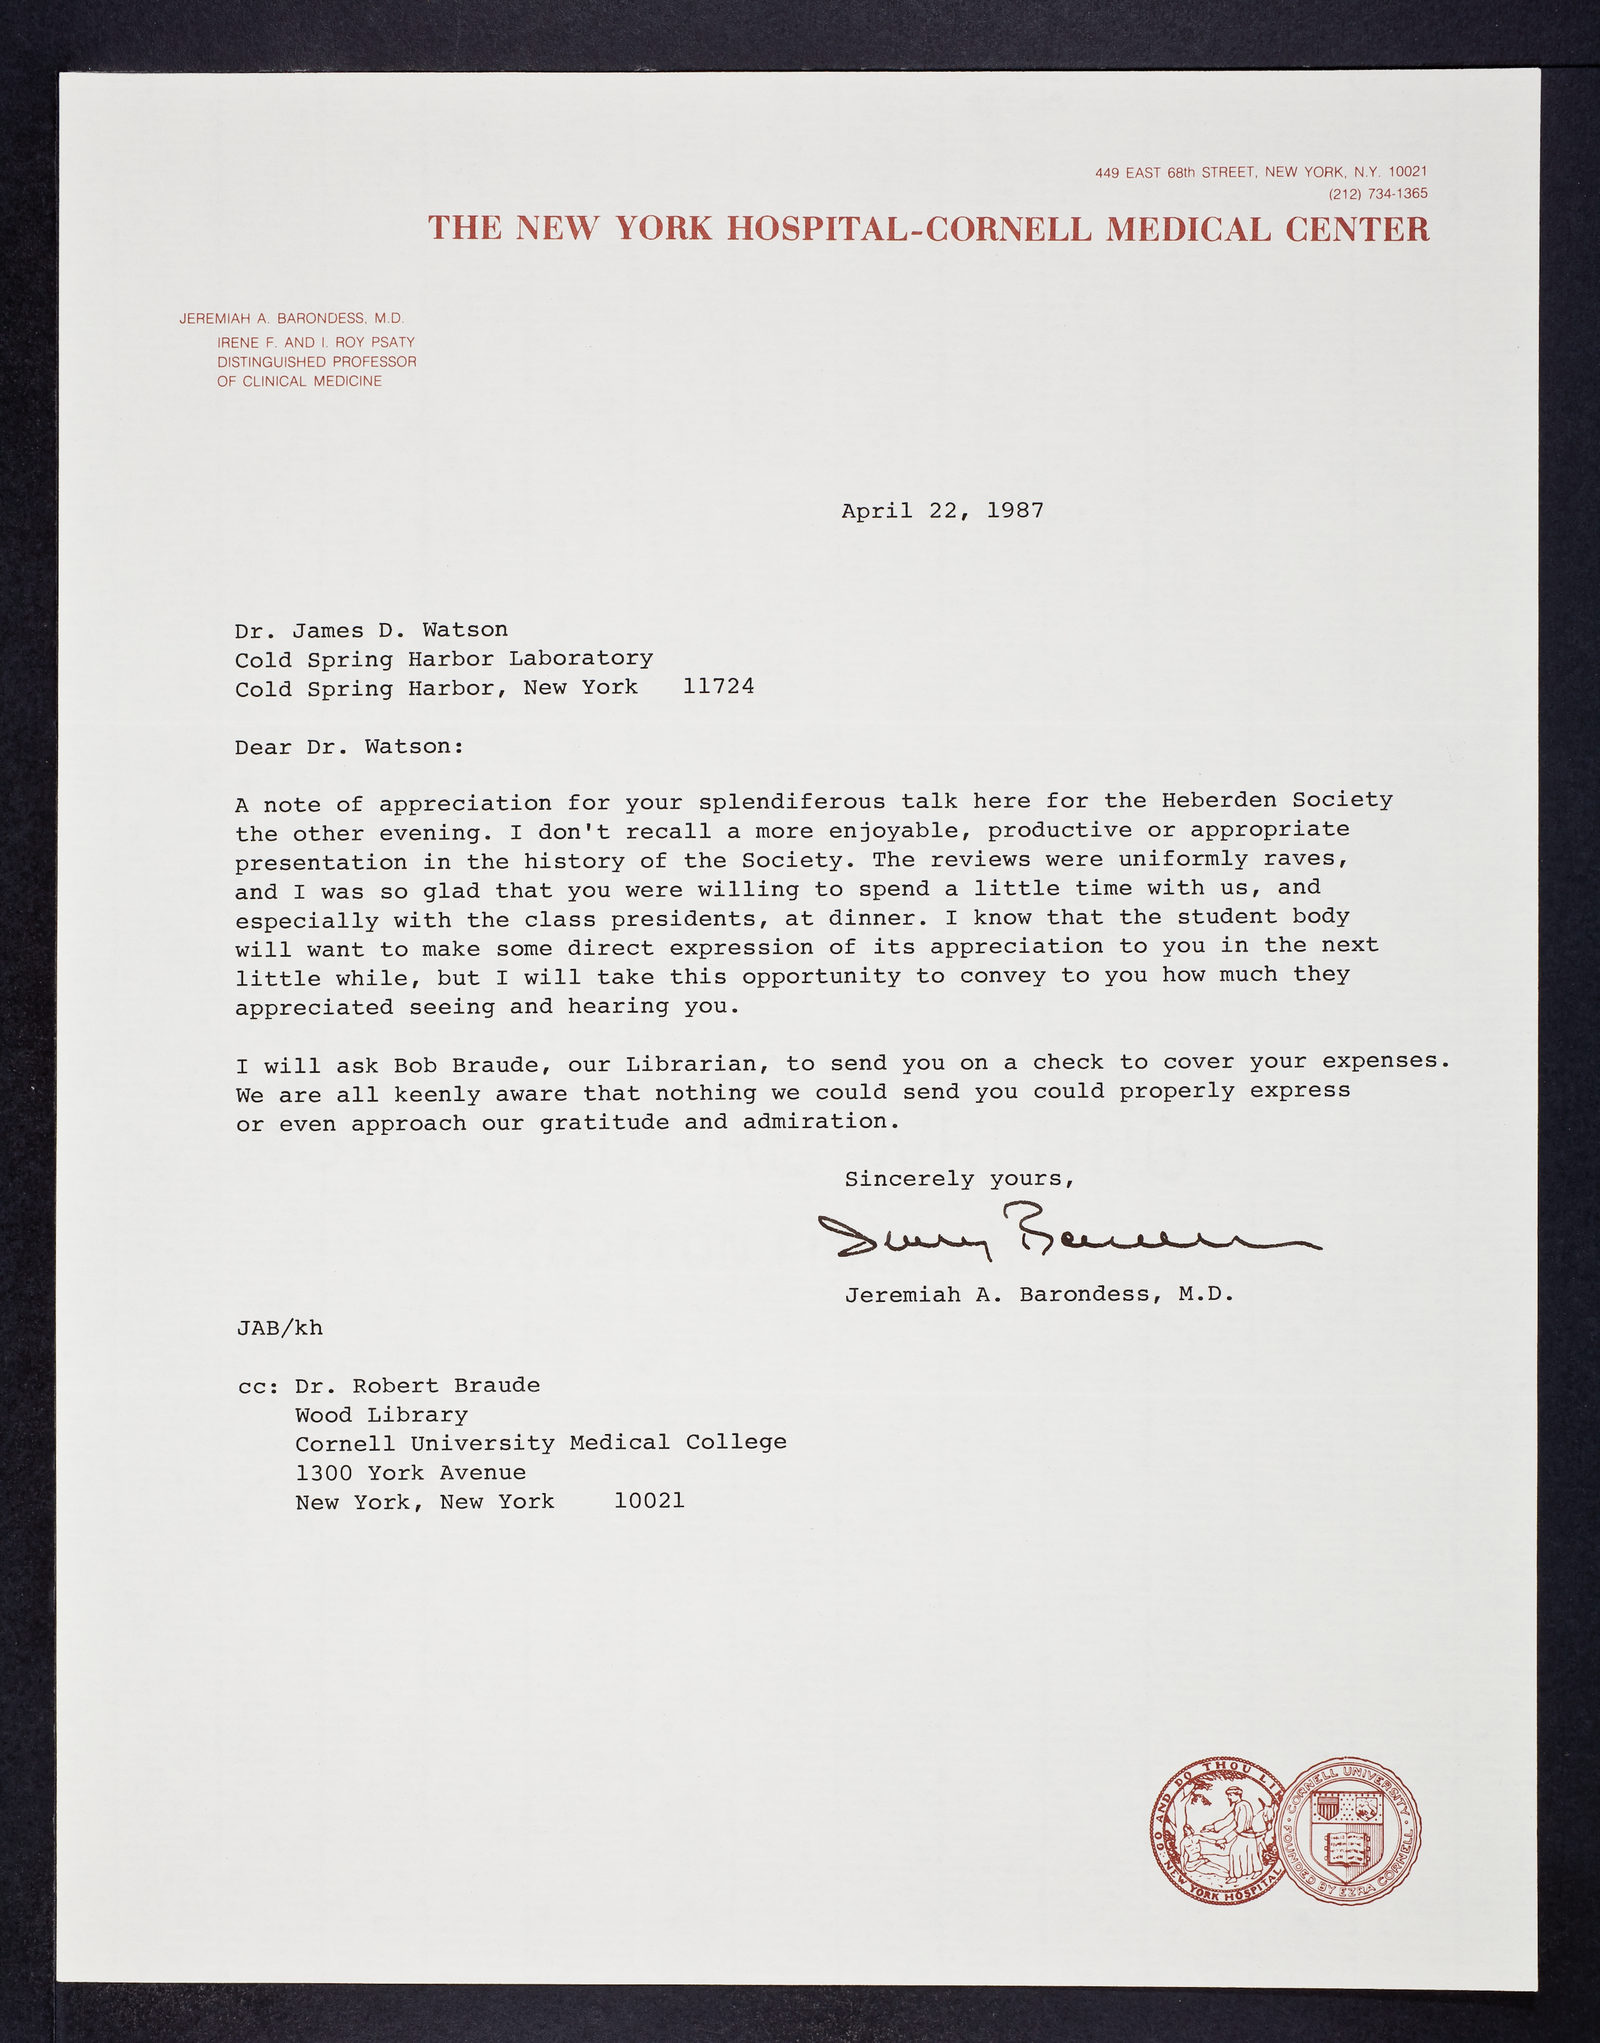 449 EAST 68th STREET, NEW YORK, N.Y. 10021
(212) 734-1365
THE NEW YORK HOSPITAL-CORNELL MEDICAL CENTER
JEREMIAH A. BARONDESS, M.D.
IRENE F. AND I. ROY PSATY
DISTINGUISHED PROFESSOR
OF CLINICAL MEDICINE
April 22, 1987
Dr. James D. Watson
Cold Spring Harbor Laboratory
Cold Spring Harbor, New York 11724
Dear Dr. Watson:
A note of appreciation for your splendiferous talk here for the Heberden Society
the other evening. I don't recall a more enjoyable, productive or appropriate
presentation in the history of the Society. The reviews were uniformly raves,
and I was so glad that you were willing to spend a little time with us, and
especially with the class presidents, at dinner. I know that the student body
will want to make some direct expression of its appreciation to you in the next
little while, but I will take this opportunity to convey to you how much they
appreciated seeing and hearing you.
I will ask Bob Braude, our Librarian, to send you on a check to cover your expenses.
We are all keenly aware that nothing we could send you could properly express
or even approach our gratitude and admiration.
Sincerely yours,
Jerry Barondess
Jeremiah A. Barondess, M.D.
JAB/kh
cc: Dr. Robert Braude
Wood Library
Cornell University Medical College
1300 York Avenue
New York, New York 10021
GO AND DO THOU LIK
NEW YORK HOSPITAL
CORNELL UNIVERSITY
FOUNDED BY EZRA CORNELL